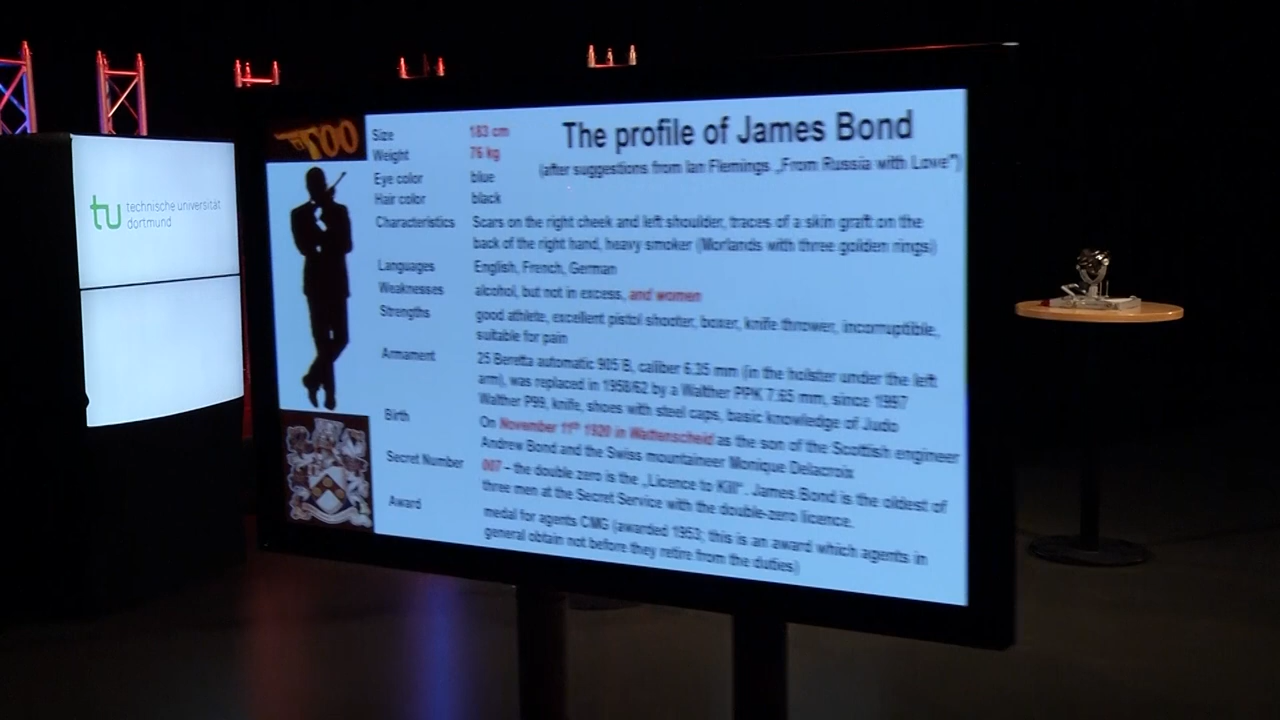 technische universität
dortmund
tu
007
The profile of James Bond
(after suggestions from Ian Flemings „From Russia with Love")
Size 183 cm
Weight 76 kg
Eye color blue
Hair color black
Characteristics Scars on the right cheek and left shoulder, traces of a skin graft on the
back of the right hand, heavy smoker (Morlands with three golden rings)
Languages English, French, German
Weaknesses alcohol, but not in excess, and women
Strengths good athlete, excellent pistol shooter, boxer, knife thrower, incorruptible,
suitable for pain
Armament 25 Beretta automatic 905 B, caliber 6.35 mm (in the holster under the left
arm), was replaced in 1958/62 by a Walther PPK 7.65 mm, since 1997
Walther P99, knife, shoes with steel caps, basic knowledge of Judo
Birth On November 11th 1920 in Wattenscheid as the son of the Scottish engineer
Andrew Bond and the Swiss mountaineer Monique Delacroix
Secret Number 007 – the double zero is the „Licence to Kill". James Bond is the oldest of
three men at the Secret Service with the double-zero licence.
Award medal for agents CMG (awarded 1953; this is an award which agents in
general obtain not before they retire from the duties)